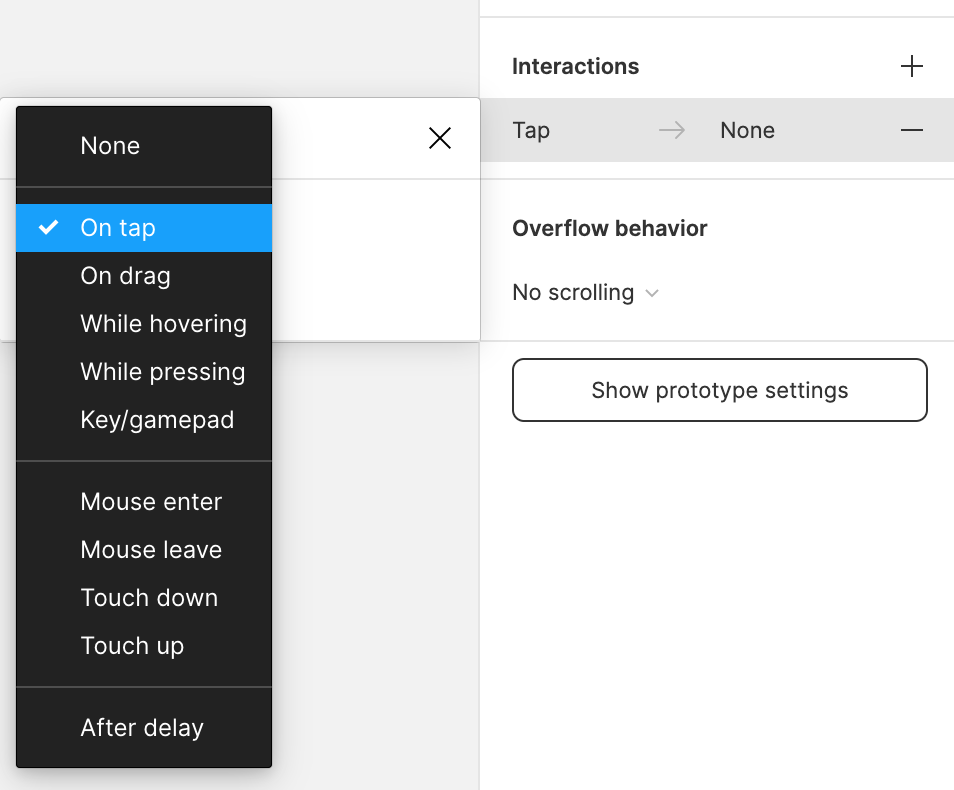 None
On tap
On drag
While hovering
While pressing
Key/gamepad
Mouse enter
Mouse leave
Touch down
Touch up
After delay
Interactions
Tap None
Overflow behavior
No scrolling
Show prototype settings